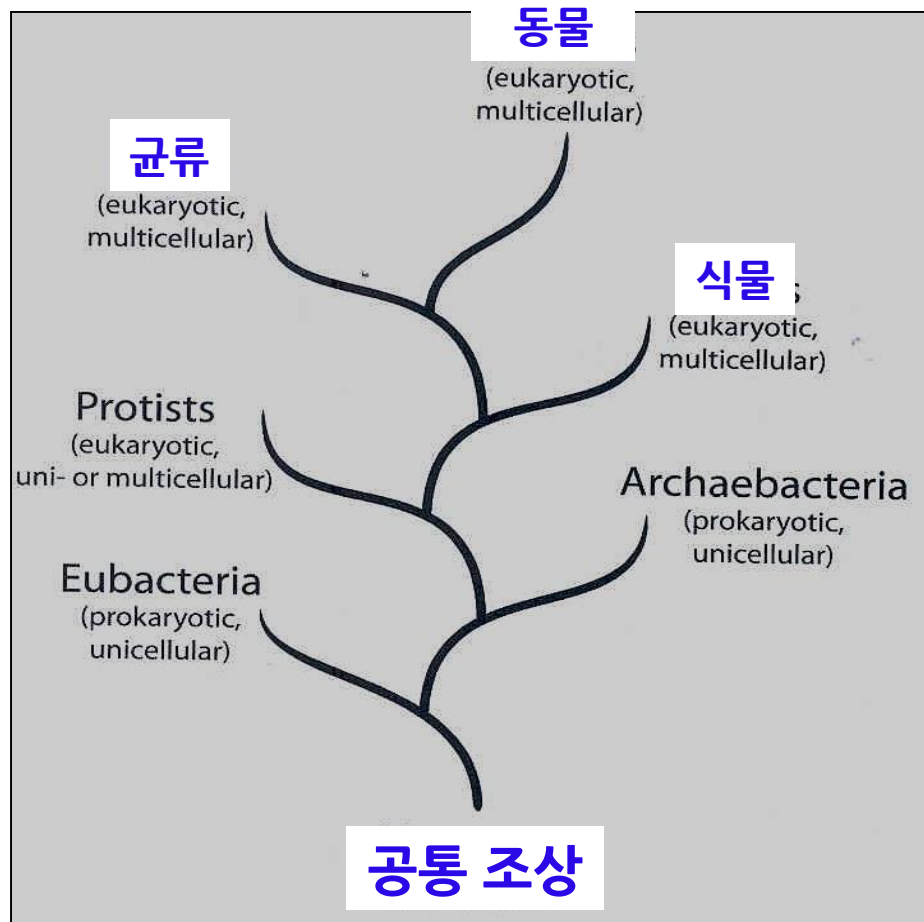 동물
(eukaryotic,
multicellular)
균류
(eukaryotic,
multicellular)
식물
(eukaryotic,
multicellular)
Protists
(eukaryotic,
uni- or multicellular)
Archaebacteria
(prokaryotic,
unicellular)
Eubacteria
(prokaryotic,
unicellular)
공통 조상